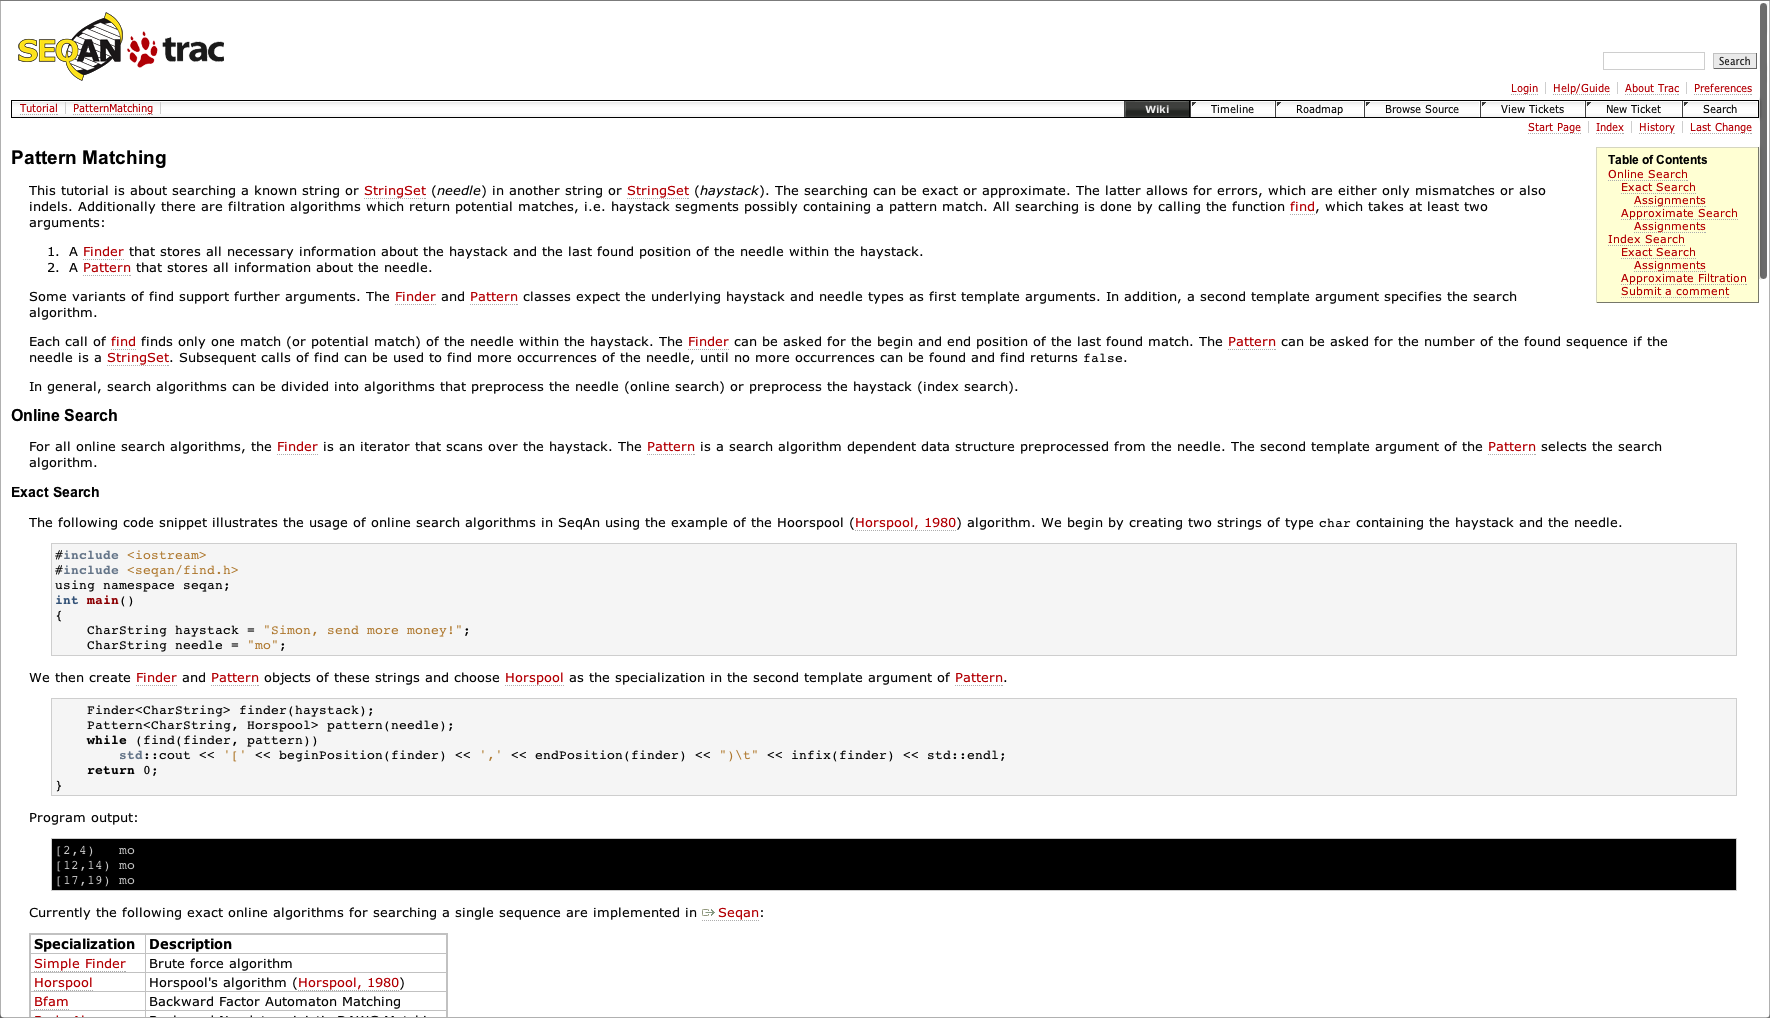 SEQAN trac
Search
Login Help/Guide About Trac Preferences
Tutorial PatternMatching Wiki Timeline Roadmap Browse Source View Tickets New Ticket Search
Start Page Index History Last Change
Pattern Matching
Table of Contents
Online Search
Exact Search
Assignments
Approximate Search
Assignments
Index Search
Exact Search
Assignments
Approximate Filtration
Submit a comment
This tutorial is about searching a known string or StringSet (needle) in another string or StringSet (haystack). The searching can be exact or approximate. The latter allows for errors, which are either only mismatches or also
indels. Additionally there are filtration algorithms which return potential matches, i.e. haystack segments possibly containing a pattern match. All searching is done by calling the function find, which takes at least two
arguments:
1. A Finder that stores all necessary information about the haystack and the last found position of the needle within the haystack.
2. A Pattern that stores all information about the needle.
Some variants of find support further arguments. The Finder and Pattern classes expect the underlying haystack and needle types as first template arguments. In addition, a second template argument specifies the search
algorithm.
Each call of find finds only one match (or potential match) of the needle within the haystack. The Finder can be asked for the begin and end position of the last found match. The Pattern can be asked for the number of the found sequence if the
needle is a StringSet. Subsequent calls of find can be used to find more occurrences of the needle, until no more occurrences can be found and find returns false.
In general, search algorithms can be divided into algorithms that preprocess the needle (online search) or preprocess the haystack (index search).
Online Search
For all online search algorithms, the Finder is an iterator that scans over the haystack. The Pattern is a search algorithm dependent data structure preprocessed from the needle. The second template argument of the Pattern selects the search
algorithm.
Exact Search
The following code snippet illustrates the usage of online search algorithms in SeqAn using the example of the Hoorspool (Horspool, 1980) algorithm. We begin by creating two strings of type char containing the haystack and the needle.
#include <iostream>
#include <seqan/find.h>
using namespace seqan;
int main()
{
    CharString haystack = "Simon, send more money!";
    CharString needle = "mo";
We then create Finder and Pattern objects of these strings and choose Horspool as the specialization in the second template argument of Pattern.
    Finder<CharString> finder(haystack);
    Pattern<CharString, Horspool> pattern(needle);
    while (find(finder, pattern))
        std::cout << '[' << beginPosition(finder) << ',' << endPosition(finder) << ")\t" << infix(finder) << std::endl;
    return 0;
}
Program output:
[2,4)   mo
[12,14) mo
[17,19) mo
Currently the following exact online algorithms for searching a single sequence are implemented in Seqan:
Specialization Description
Simple Finder Brute force algorithm
Horspool Horspool's algorithm (Horspool, 1980)
Bfam Backward Factor Automaton Matching